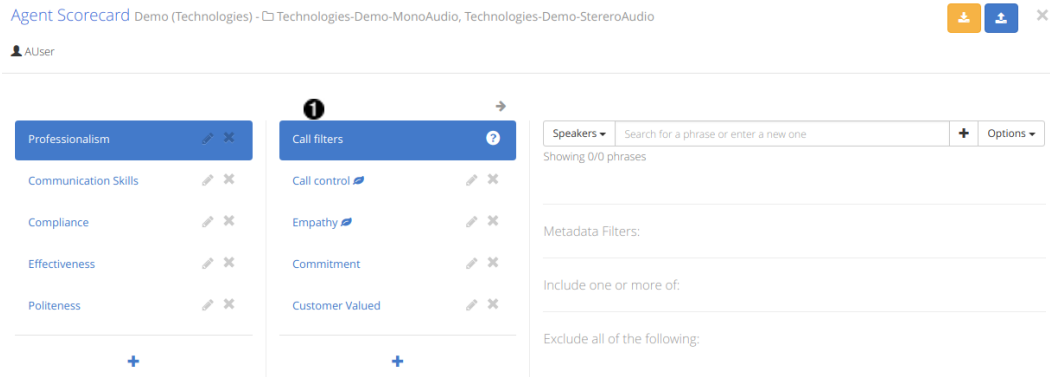 Agent Scorecard Demo (Technologies) - Technologies-Demo-MonoAudio, Technologies-Demo-StereroAudio
AUser
1
Professionalism
Communication Skills
Compliance
Effectiveness
Politeness
+
Call filters ?
Call control
Empathy
Commitment
Customer Valued
+
Speakers Search for a phrase or enter a new one + Options
Showing 0/0 phrases
Metadata Filters:
Include one or more of:
Exclude all of the following: